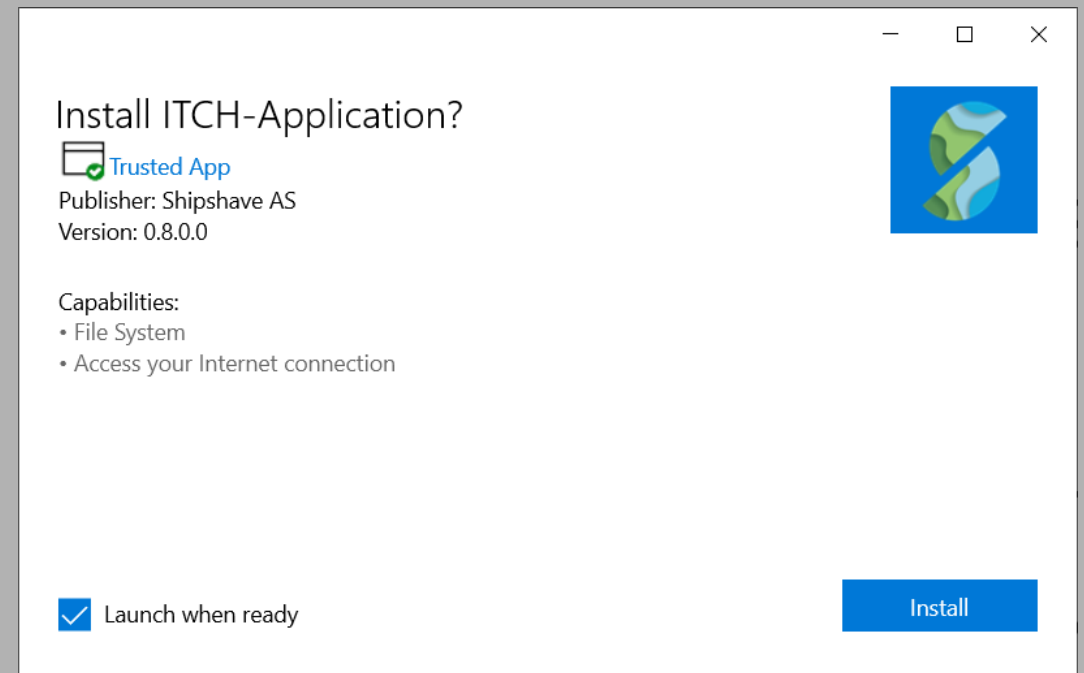 Install ITCH-Application?
Trusted App
Publisher: Shipshave AS
Version: 0.8.0.0
Capabilities:
• File System
• Access your Internet connection
Launch when ready
Install